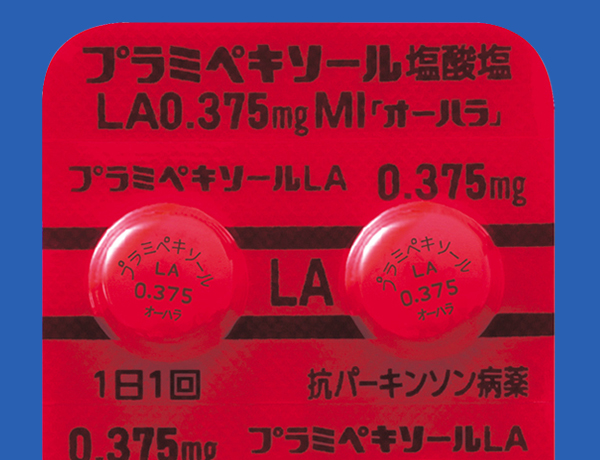 プラミペキソール塩酸塩
LA0.375mg MI「オーハラ」
プラミペキソールLA 0.375mg
プラミペキソール
LA
0.375
オーハラ
LA
プラミペキソール
LA
0.375
オーハラ
1日1回 抗パーキンソン病薬
0.375mg プラミペキソールLA